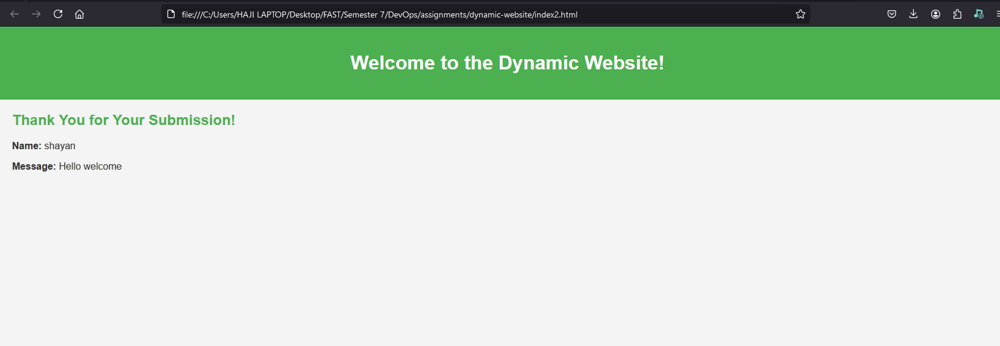 file:///C:/Users/HAJI LAPTOP/Desktop/FAST/Semester 7/DevOps/assignments/dynamic-website/index2.html
Welcome to the Dynamic Website!
Thank You for Your Submission!
Name: shayan
Message: Hello welcome